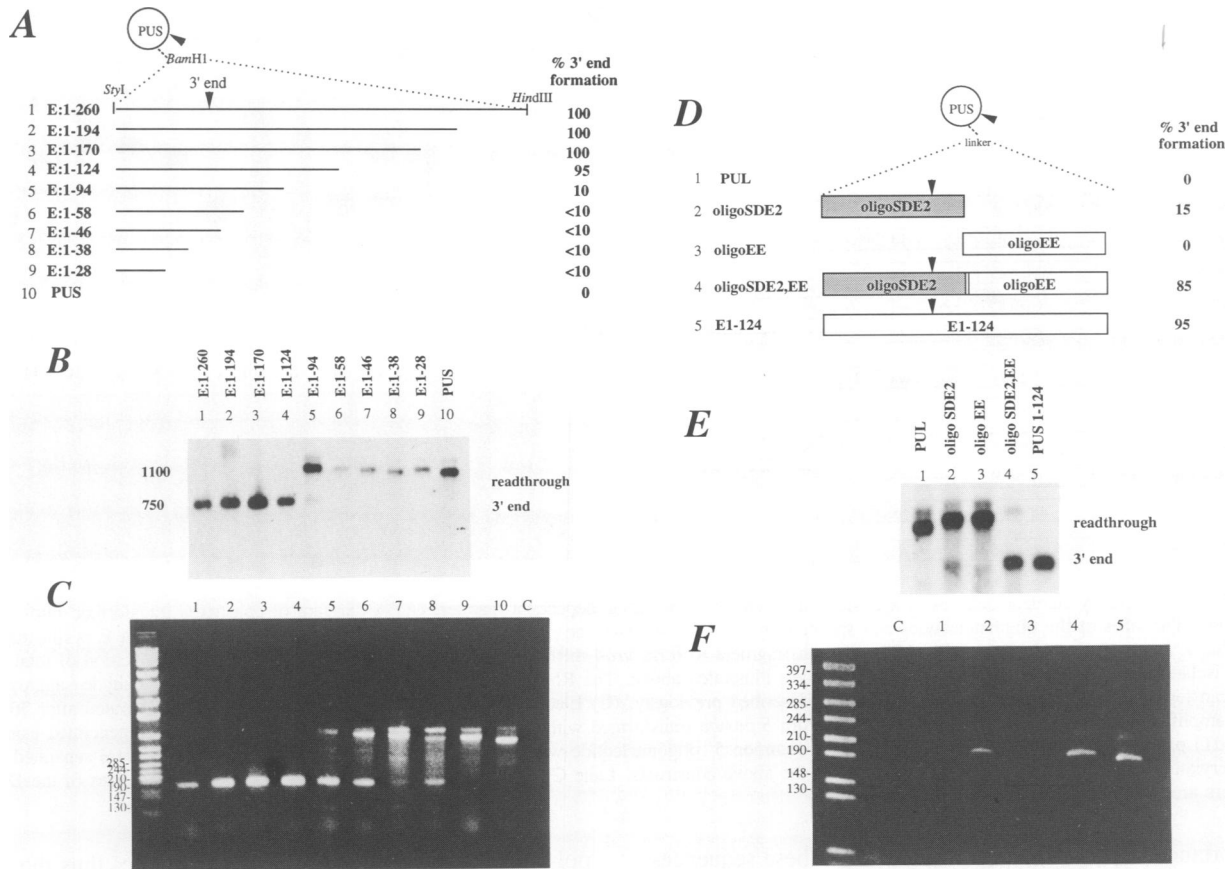 A
PUS
BamH1
StyI
3' end
HindIII
% 3' end
formation
1 E:1-260 100
2 E:1-194 100
3 E:1-170 100
4 E:1-124 95
5 E:1-94 10
6 E:1-58 <10
7 E:1-46 <10
8 E:1-38 <10
9 E:1-28 <10
10 PUS 0
B
E:1-260 E:1-194 E:1-170 E:1-124 E:1-94 E:1-58 E:1-46 E:1-38 E:1-28 PUS
1 2 3 4 5 6 7 8 9 10
1100
750
readthrough
3' end
C
1 2 3 4 5 6 7 8 9 10 C
285-
244-
210-
190-
147-
130-
D
PUS
linker
% 3' end
formation
1 PUL 0
2 oligoSDE2 oligoSDE2 15
3 oligoEE oligoEE 0
4 oligoSDE2,EE oligoSDE2 oligoEE 85
5 E1-124 E1-124 95
E
PUL oligo SDE2 oligo EE oligo SDE2,EE PUS 1-124
1 2 3 4 5
readthrough
3' end
F
C 1 2 3 4 5
397-
334-
285-
244-
210-
190-
148-
130-